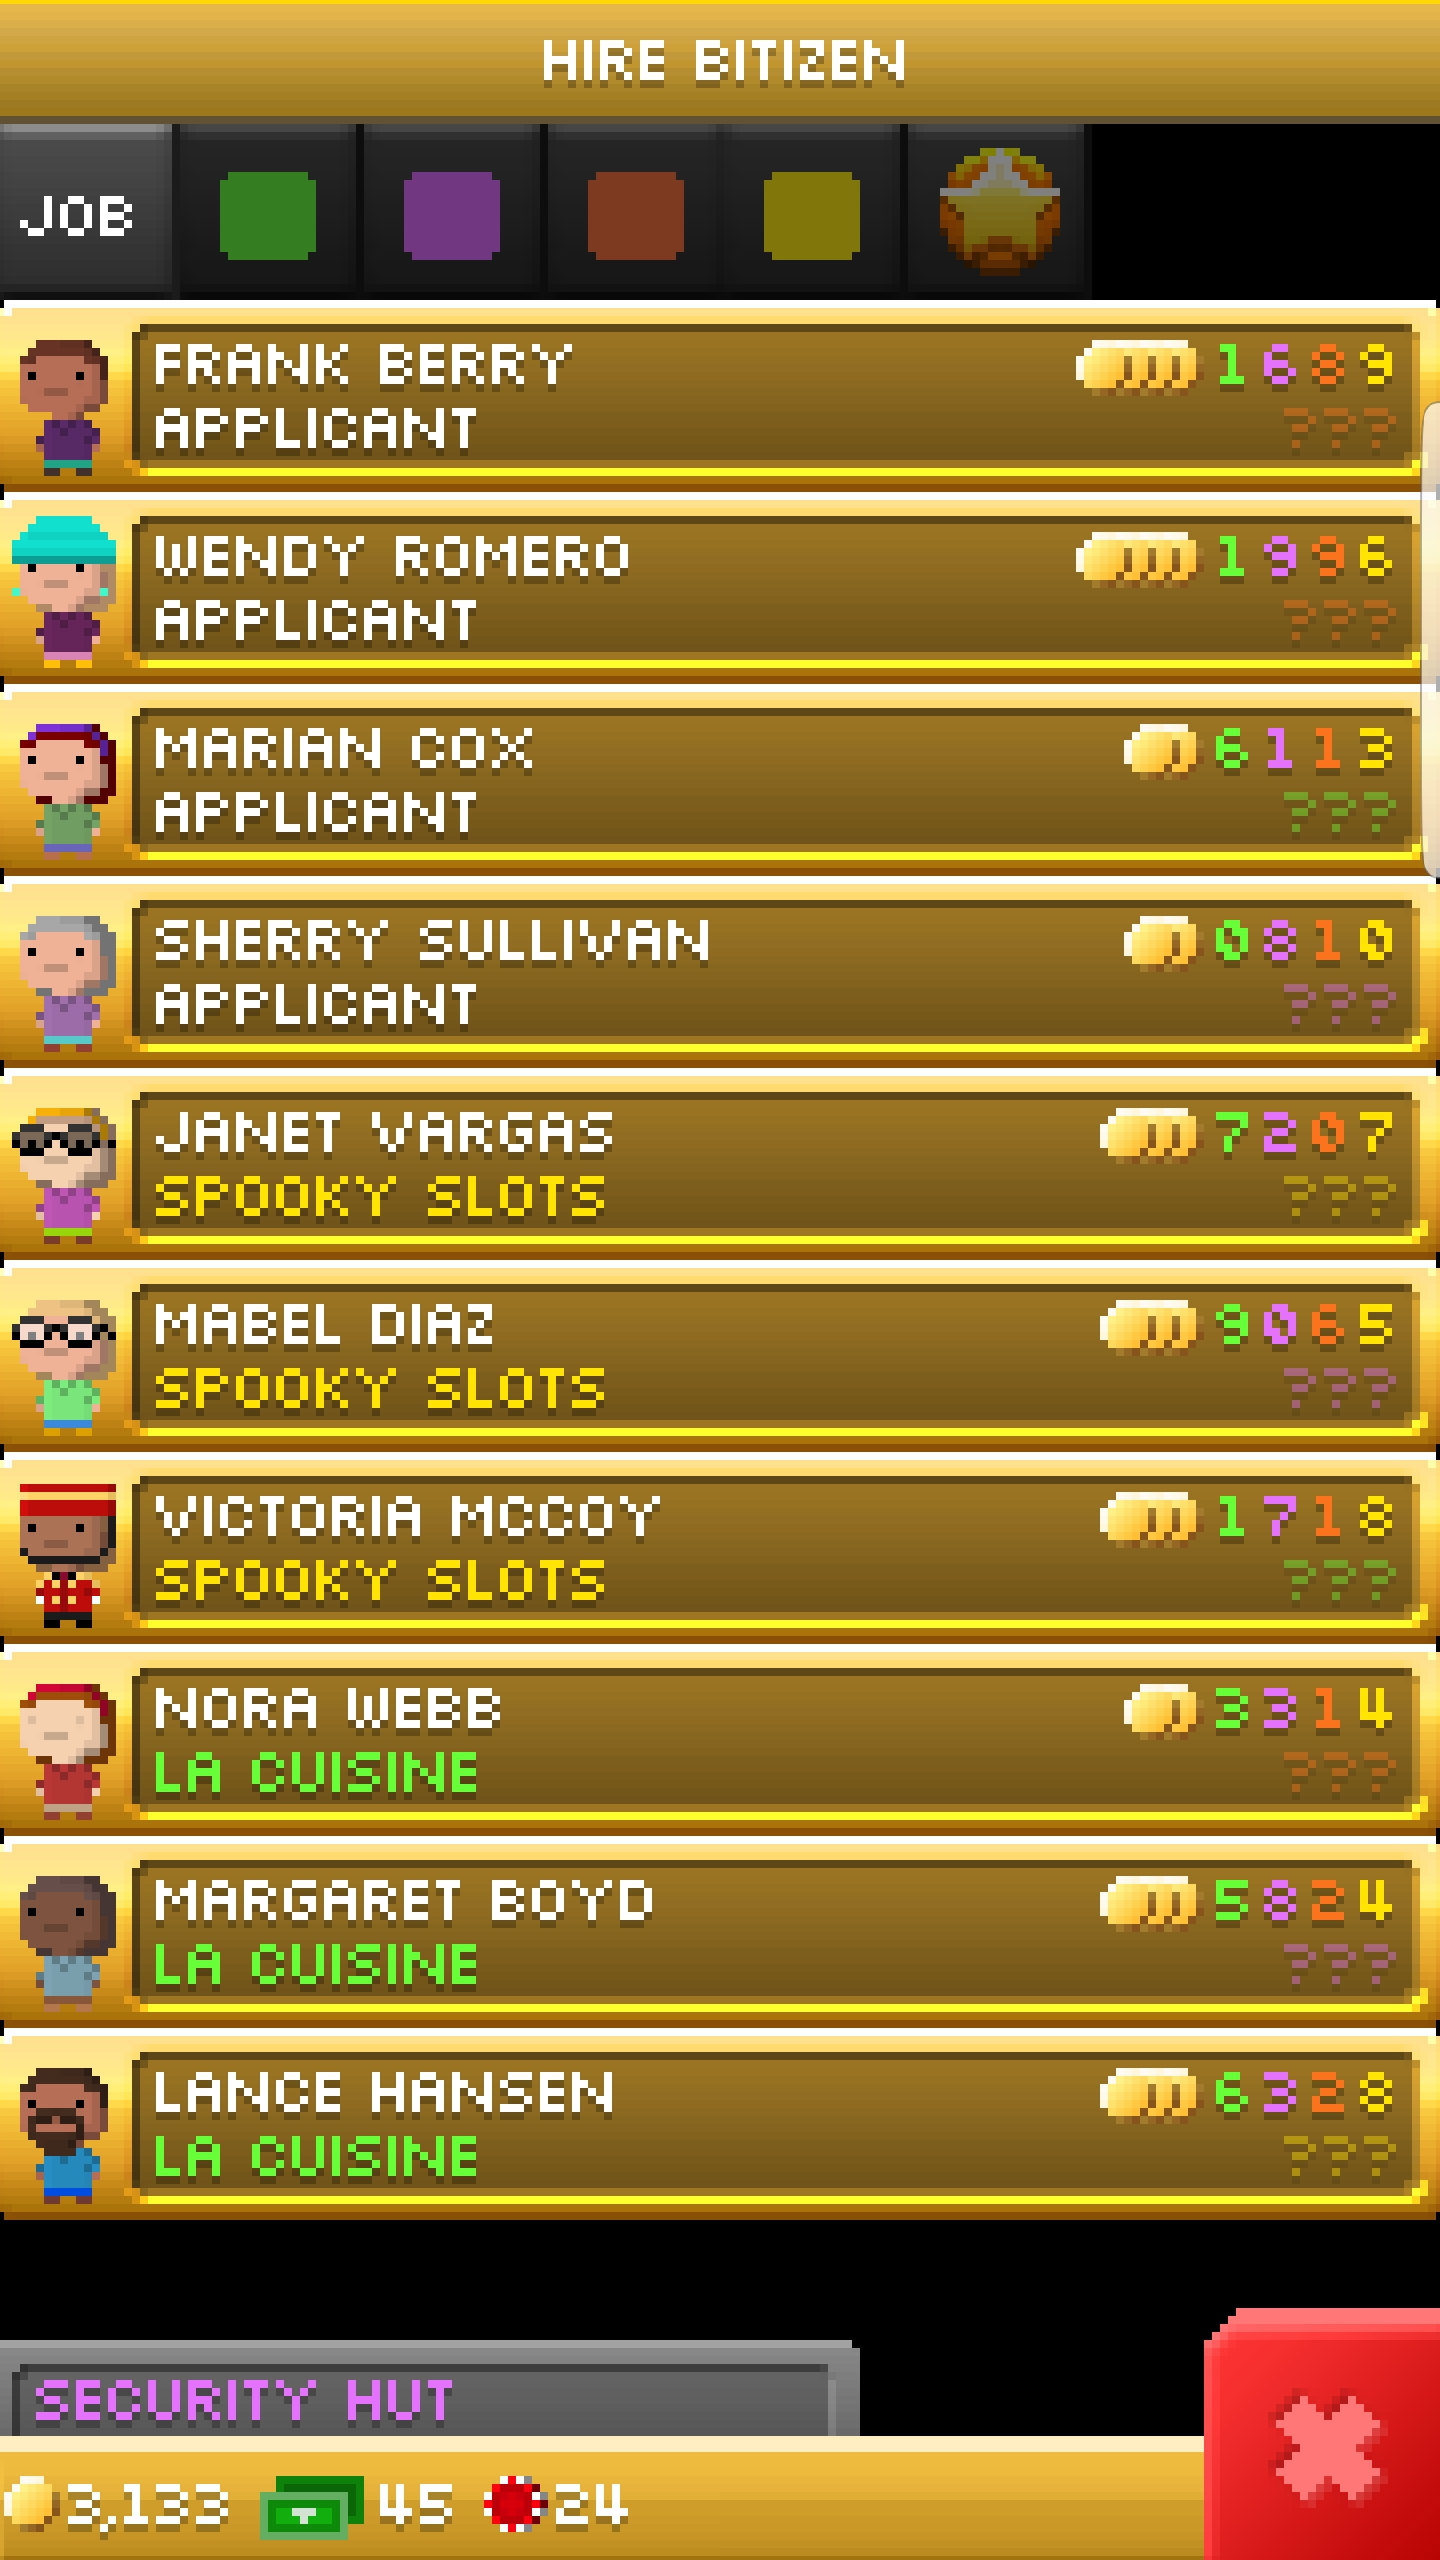 HIRE BITIZEN
JOB
FRANK BERRY 1 6 8 9
APPLICANT ???
WENDY ROMERO 1 9 9 6
APPLICANT ???
MARIAN COX 6 1 1 3
APPLICANT ???
SHERRY SULLIVAN 0 8 1 0
APPLICANT ???
JANET VARGAS 7 2 0 7
SPOOKY SLOTS ???
MABEL DIAZ 9 0 6 5
SPOOKY SLOTS ???
VICTORIA MCCOY 1 7 1 8
SPOOKY SLOTS ???
NORA WEBB 3 3 1 4
LA CUISINE ???
MARGARET BOYD 5 8 2 4
LA CUISINE ???
LANCE HANSEN 6 3 2 8
LA CUISINE ???
SECURITY HUT
3,133 45 24